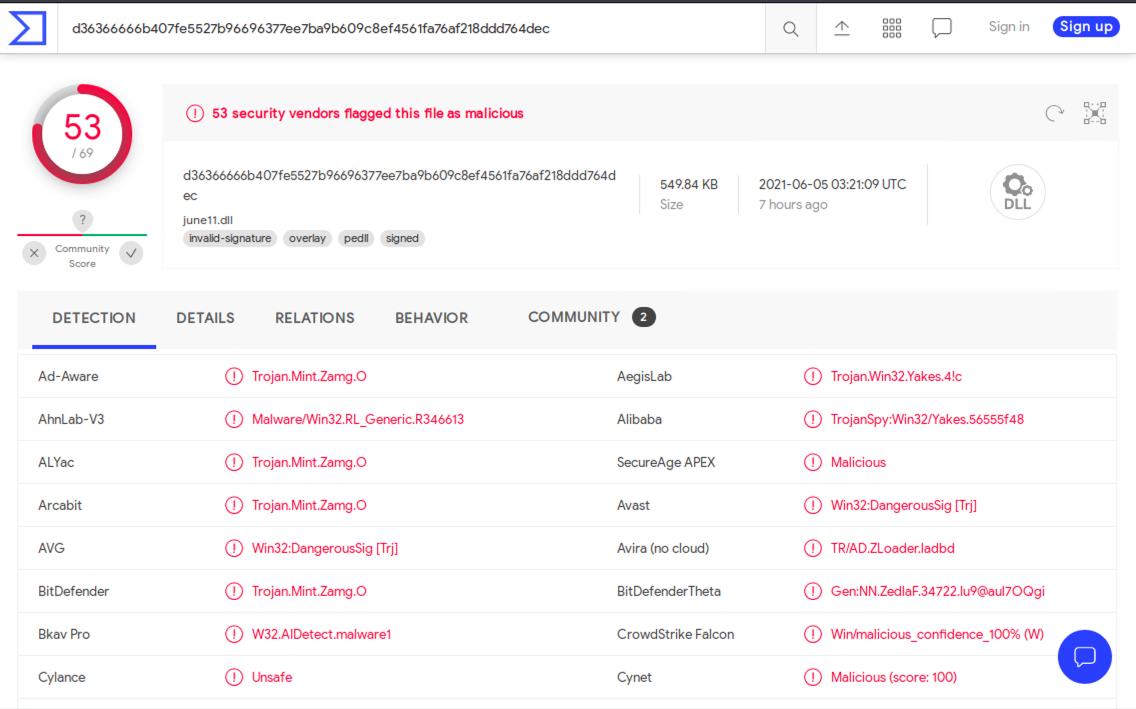 d36366666b407fe5527b96696377ee7ba9b609c8ef4561fa76af218ddd764dec
Sign in
Sign up
53
/ 69
53 security vendors flagged this file as malicious
?
Community
Score
d36366666b407fe5527b96696377ee7ba9b609c8ef4561fa76af218ddd764d
ec
june11.dll
invalid-signature overlay pedll signed
549.84 KB
Size
2021-06-05 03:21:09 UTC
7 hours ago
DLL
DETECTION DETAILS RELATIONS BEHAVIOR COMMUNITY 2
Ad-Aware Trojan.Mint.Zamg.O AegisLab Trojan.Win32.Yakes.4!c
AhnLab-V3 Malware/Win32.RL_Generic.R346613 Alibaba TrojanSpy:Win32/Yakes.56555f48
ALYac Trojan.Mint.Zamg.O SecureAge APEX Malicious
Arcabit Trojan.Mint.Zamg.O Avast Win32:DangerousSig [Trj]
AVG Win32:DangerousSig [Trj] Avira (no cloud) TR/AD.ZLoader.ladbd
BitDefender Trojan.Mint.Zamg.O BitDefenderTheta Gen:NN.ZedlaF.34722.lu9@aul7OQgi
Bkav Pro W32.AIDetect.malware1 CrowdStrike Falcon Win/malicious_confidence_100% (W)
Cylance Unsafe Cynet Malicious (score: 100)